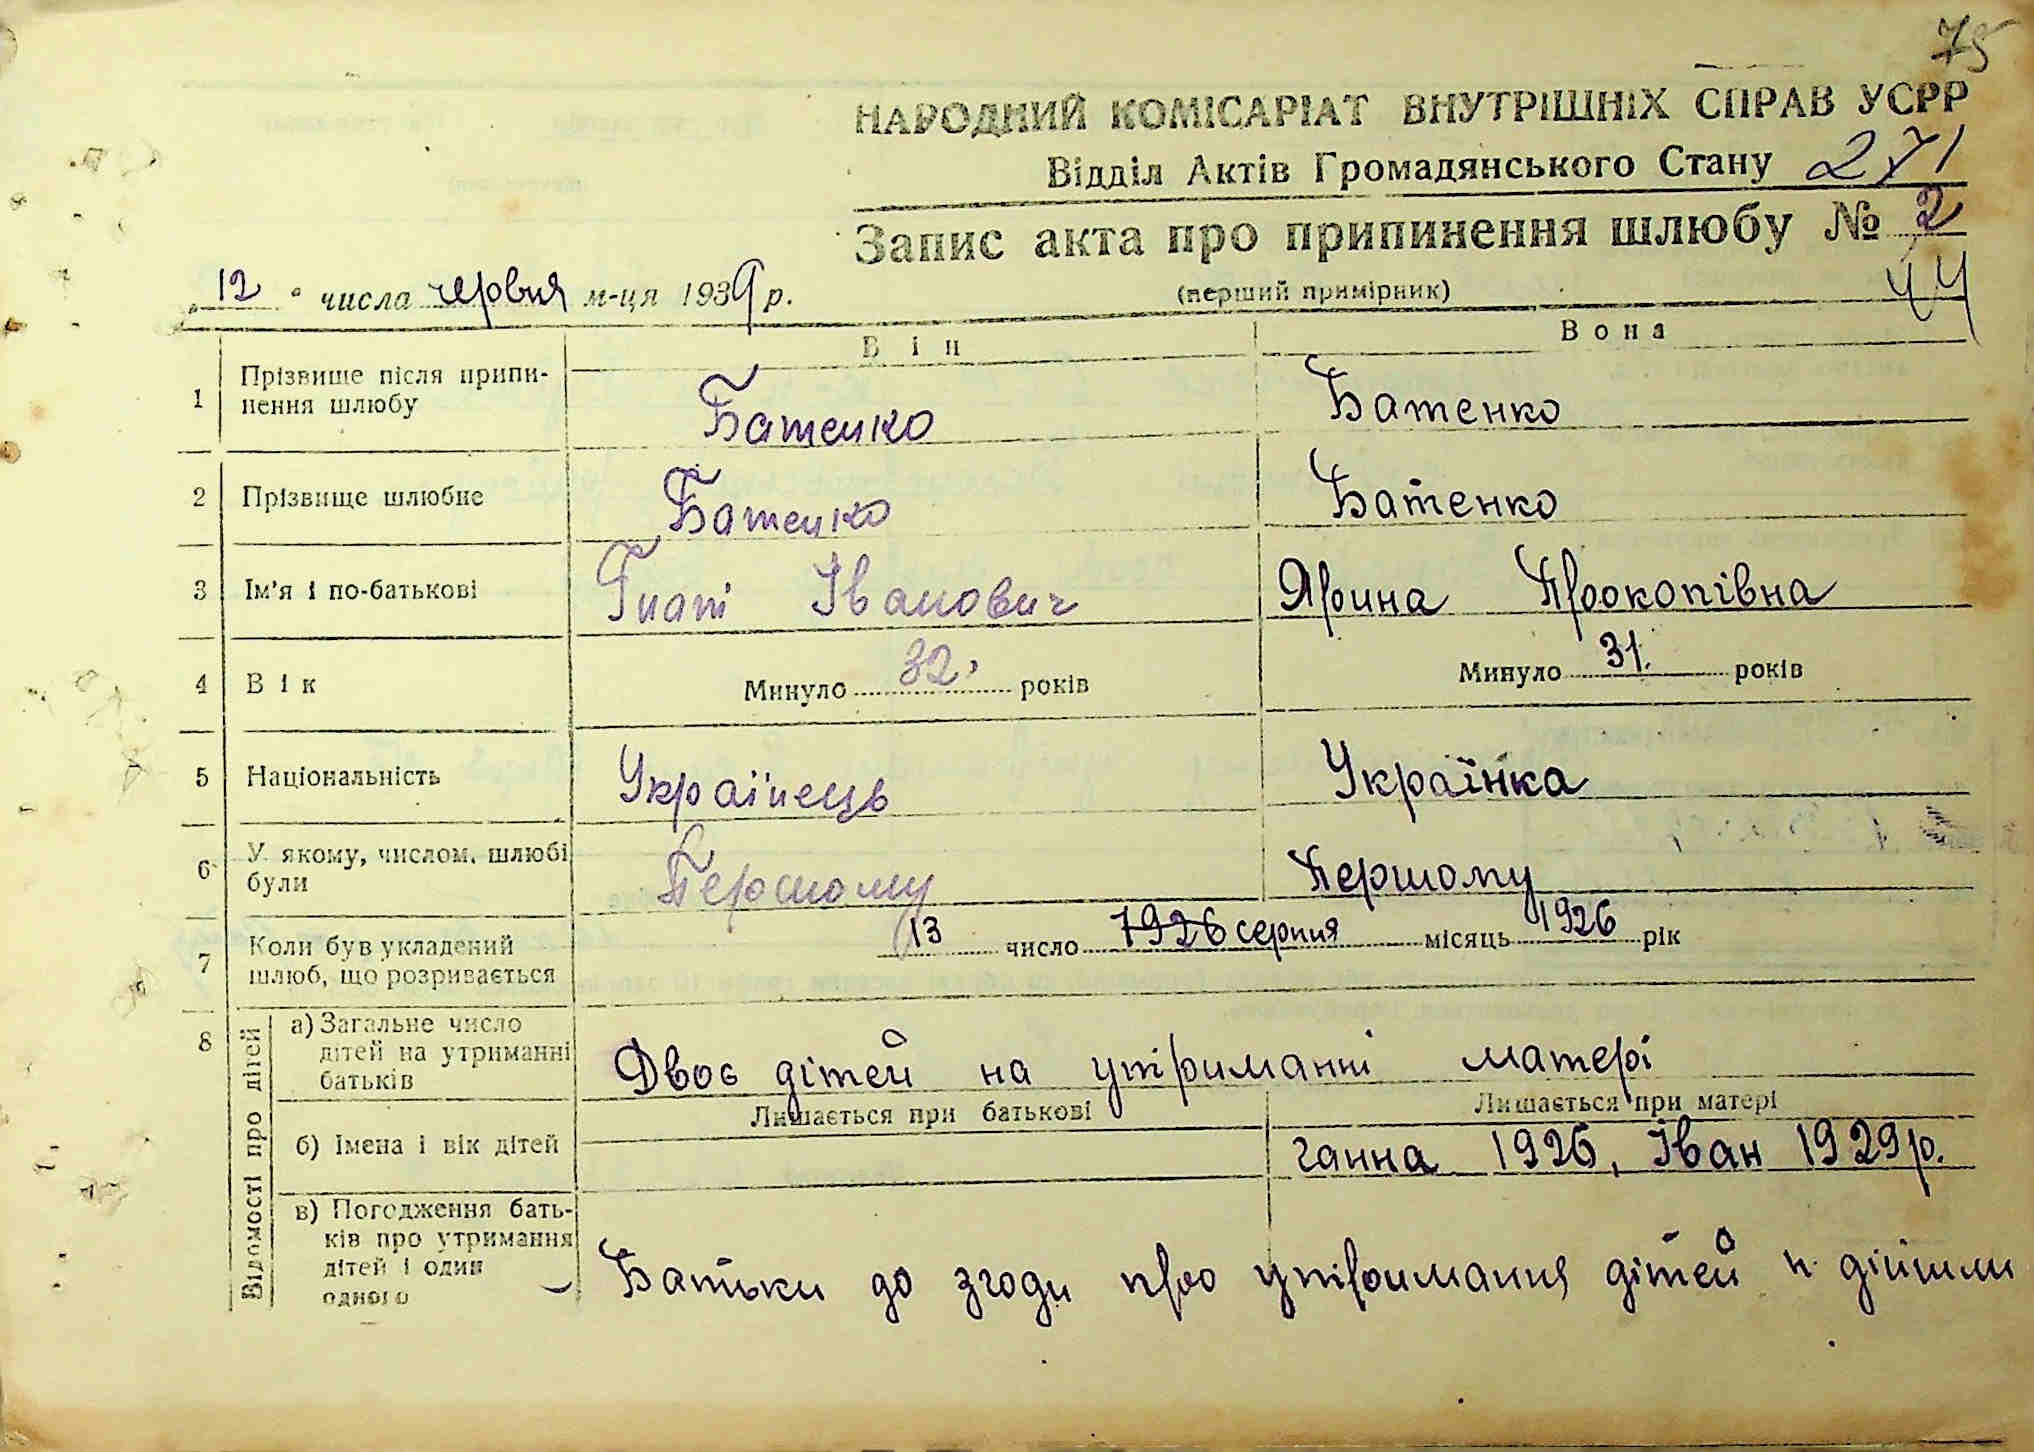 75
НАРОДНИЙ КОМІСАРІАТ ВНУТРІШНІХ СПРАВ УСРР
Відділ Актів Громадянського Стану 271
Запис акта про припинення шлюбу № 2
44
„12“ числа червня м-ця 1939 р.
(перший примірник)
Він Вона
1 Прізвище після припи-
нення шлюбу Батенко Батенко
2 Прізвище шлюбне Батенко Батенко
3 Ім'я і по-батькові Гнат Іванович Ярина Прокопівна
4 Вік Минуло 32 років Минуло 31. років
5 Національність Українець Українка
6 У якому, числом, шлюбі
були Першому Першому
7 Коли був укладений
шлюб, що розривається 13 число 1926 серпня місяць 1926 рік
8 Відомості про дітей
а) Загальне число
дітей на утриманні
батьків Двоє дітей на утриманні матері
Лишається при батькові Лишається при матері
б) Імена і вік дітей ганна 1926, Іван 1929р.
в) Погодження бать-
ків про утримання
дітей і один
одного Батьки до згоди про утримання дітей н дійшли